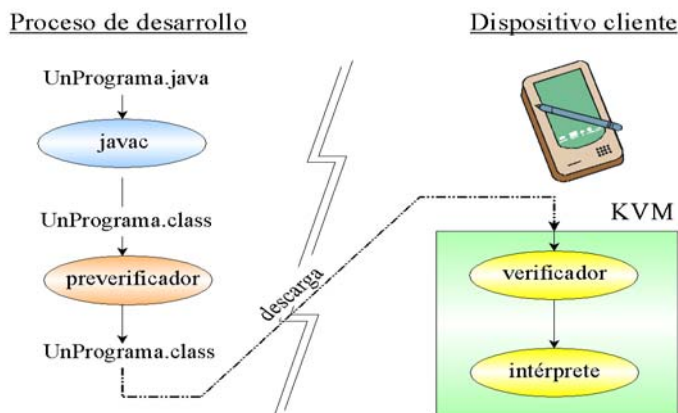 Proceso de desarrollo
UnPrograma.java
javac
UnPrograma.class
preverificador
UnPrograma.class
descarga
Dispositivo cliente
KVM
verificador
intérprete